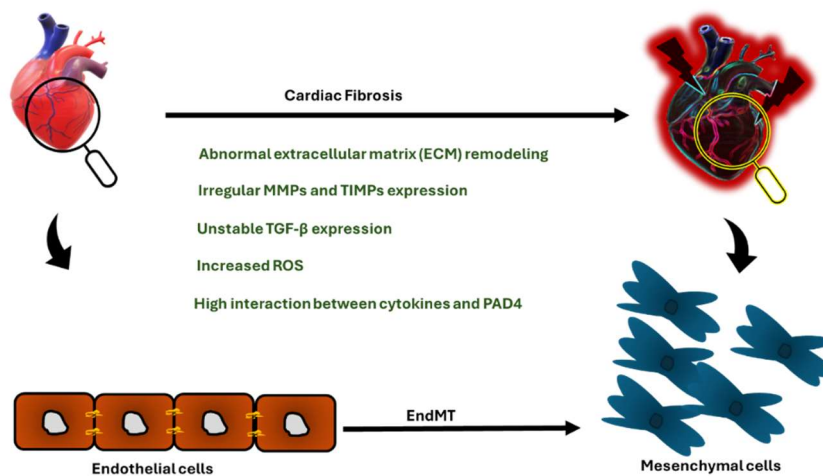 Cardiac Fibrosis
Abnormal extracellular matrix (ECM) remodeling
Irregular MMPs and TIMPs expression
Unstable TGF-β expression
Increased ROS
High interaction between cytokines and PAD4
EndMT
Endothelial cells
Mesenchymal cells